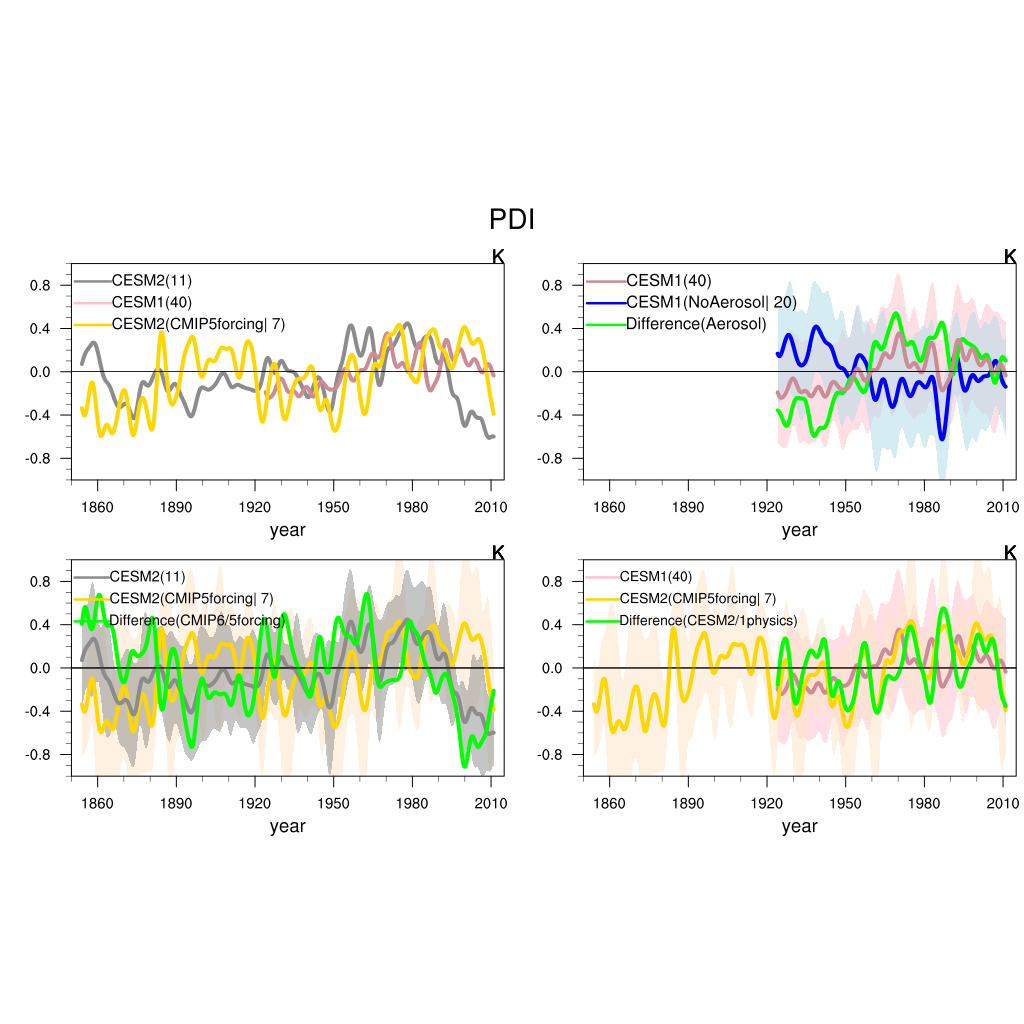 PDI
K
CESM2(11)
CESM1(40)
CESM2(CMIP5forcing| 7)
0.8
0.4
0.0
-0.4
-0.8
1860 1890 1920 1950 1980 2010
year
K
CESM1(40)
CESM1(NoAerosol| 20)
Difference(Aerosol)
0.8
0.4
0.0
-0.4
-0.8
1860 1890 1920 1950 1980 2010
year
K
CESM2(11)
CESM2(CMIP5forcing| 7)
Difference(CMIP6/5forcing)
0.8
0.4
0.0
-0.4
-0.8
1860 1890 1920 1950 1980 2010
year
K
CESM1(40)
CESM2(CMIP5forcing| 7)
Difference(CESM2/1physics)
0.8
0.4
0.0
-0.4
-0.8
1860 1890 1920 1950 1980 2010
year